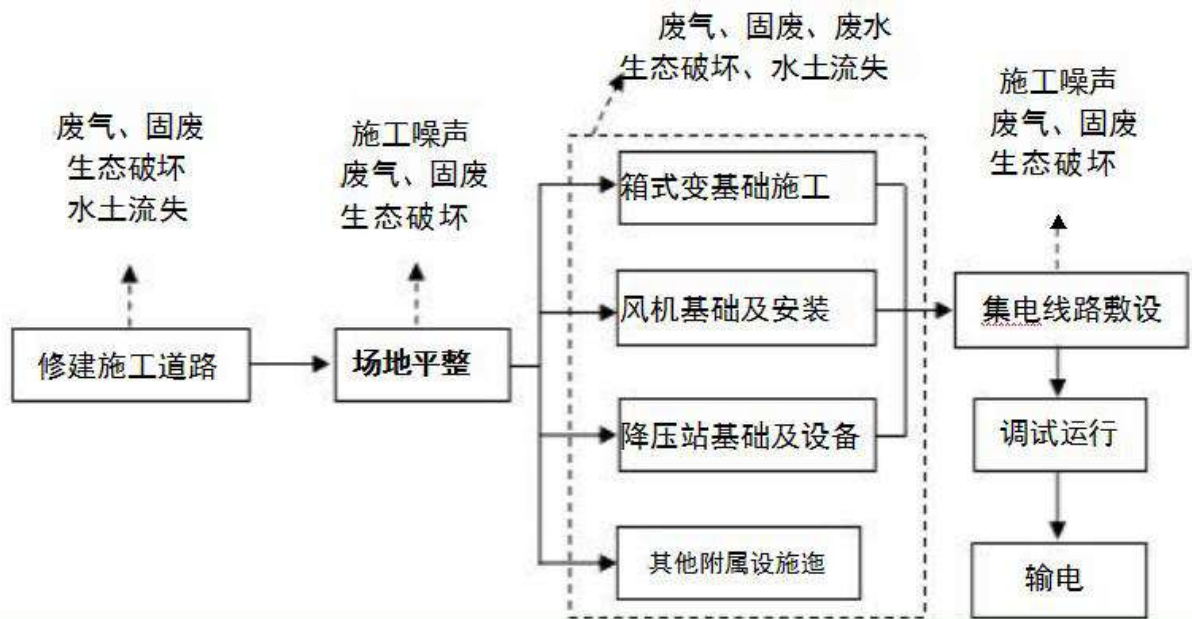 废气、固废、废水
生态破坏、水土流失
施工噪声
废气、固废
生态破坏
废气、固废
生态破坏
水土流失
施工噪声
废气、固废
生态破坏
箱式变基础施工
风机基础及安装
集电线路敷设
修建施工道路
场地平整
降压站基础及设备
调试运行
其他附属设施迤
输电